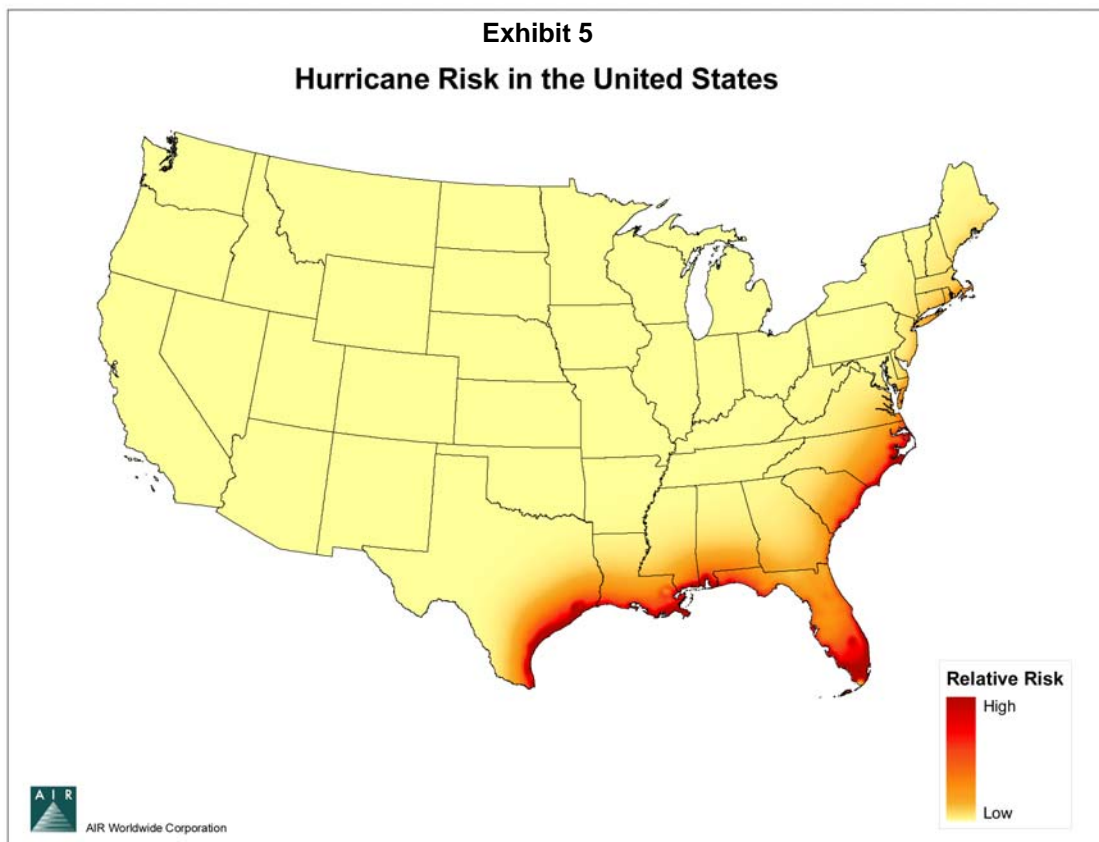 Exhibit 5
Hurricane Risk in the United States
Relative Risk
High
Low
AIR
AIR Worldwide Corporation